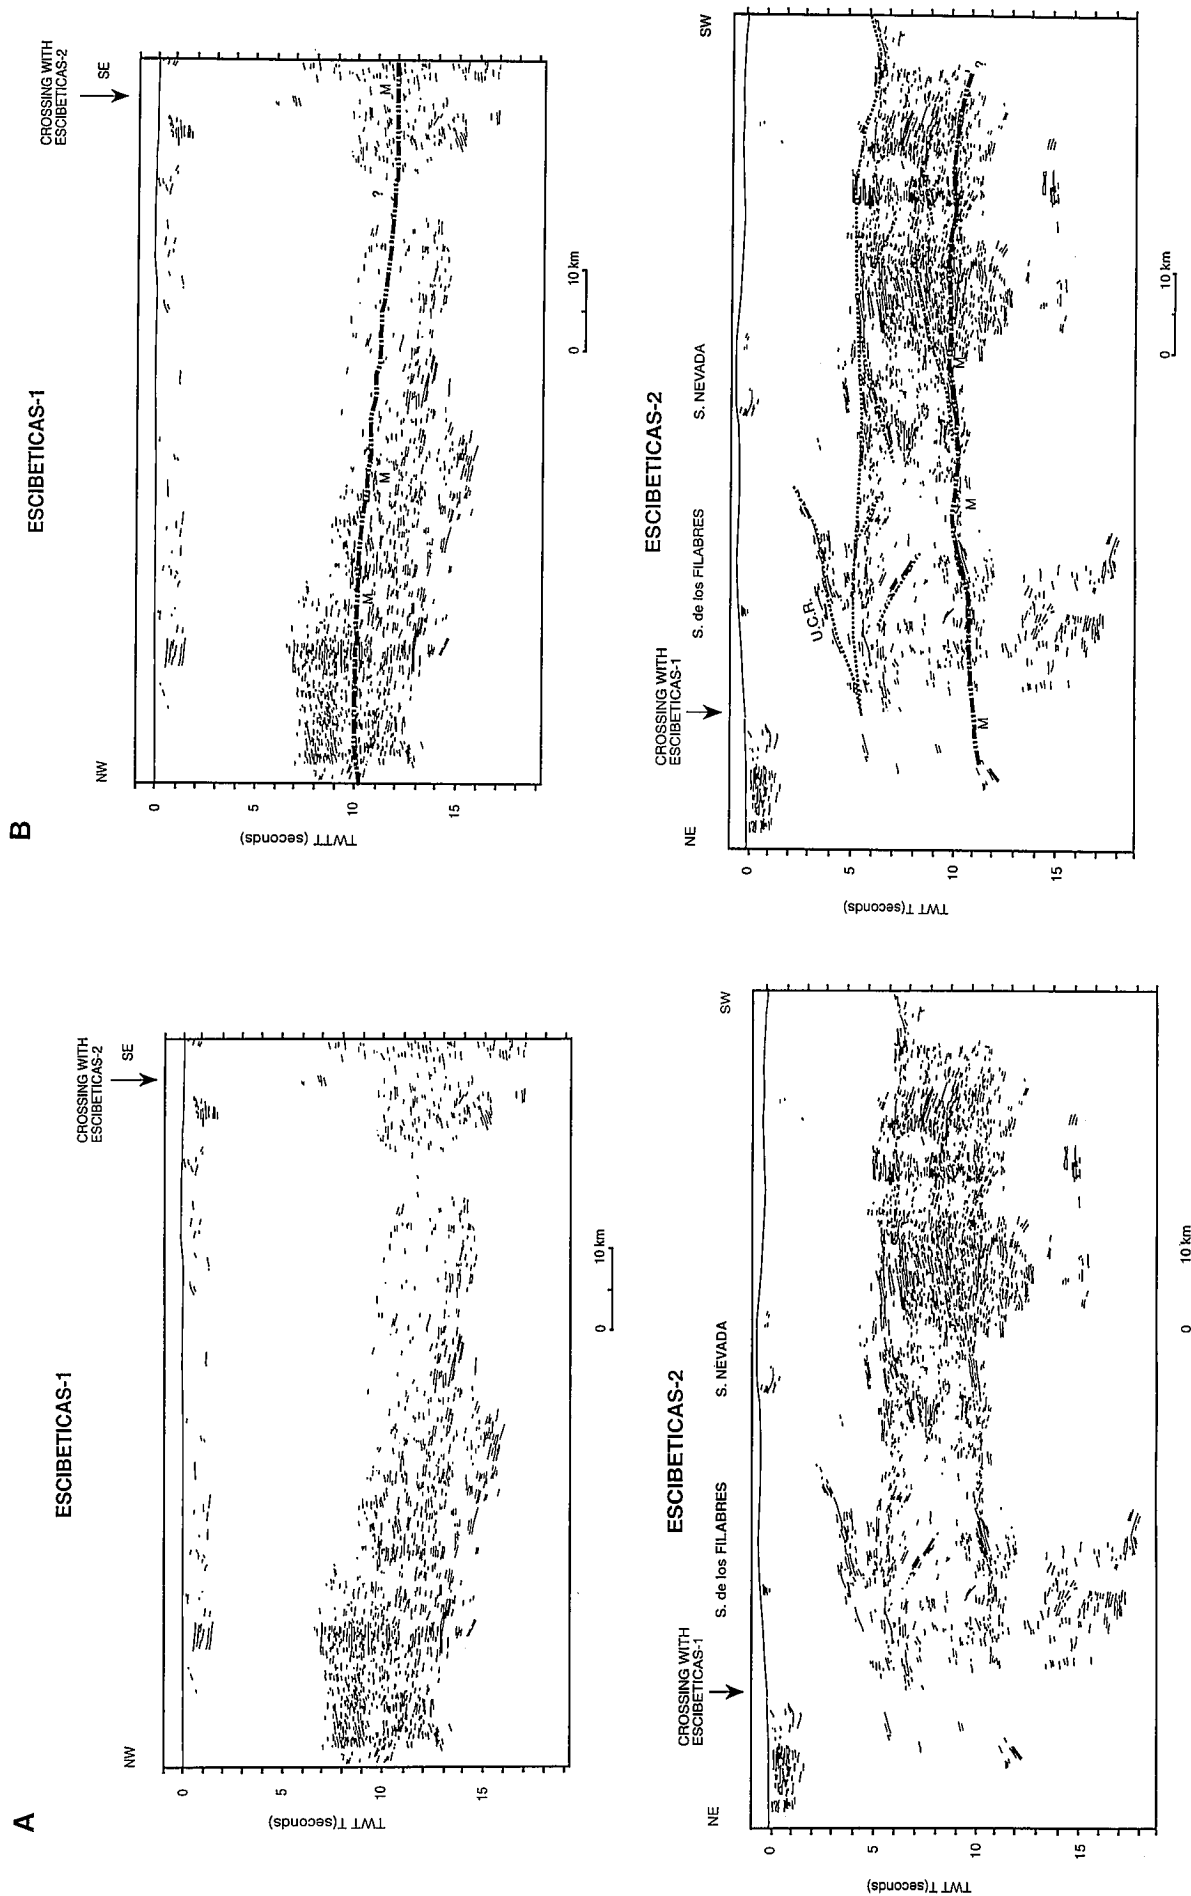 A
ESCIBETICAS-1
CROSSING WITH
ESCIBETICAS-2
NW
SE
0
5
10
15
TWT T(seconds)
0
10 km
ESCIBETICAS-2
CROSSING WITH
ESCIBETICAS-1
NE
S. de los FILABRES
S. NEVADA
SW
0
5
10
15
TWT T(seconds)
0
10 km
B
ESCIBETICAS-1
CROSSING WITH
ESCIBETICAS-2
NW
SE
0
5
10
15
TWTT (seconds)
M
M
?
M
0
10 km
ESCIBETICAS-2
CROSSING WITH
ESCIBETICAS-1
NE
S. de los FILABRES
S. NEVADA
SW
0
5
10
15
TWT T(seconds)
U.C.R.
M
M
M
?
0
10 km